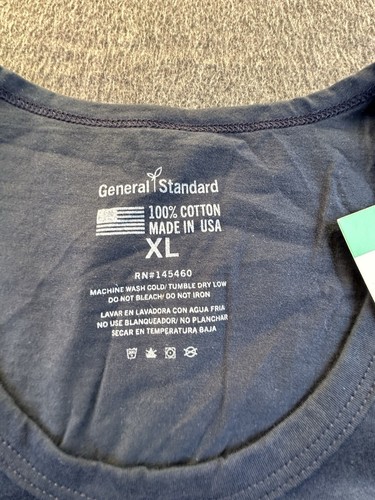 General Standard
100% COTTON
MADE IN USA
XL
RN#145460
MACHINE WASH COLD/ TUMBLE DRY LOW
DO NOT BLEACH/ DO NOT IRON
LAVAR EN LAVADORA CON AGUA FRIA
NO USE BLANQUEADOR/ NO PLANCHAR
SECAR EN TEMPERATURA BAJA